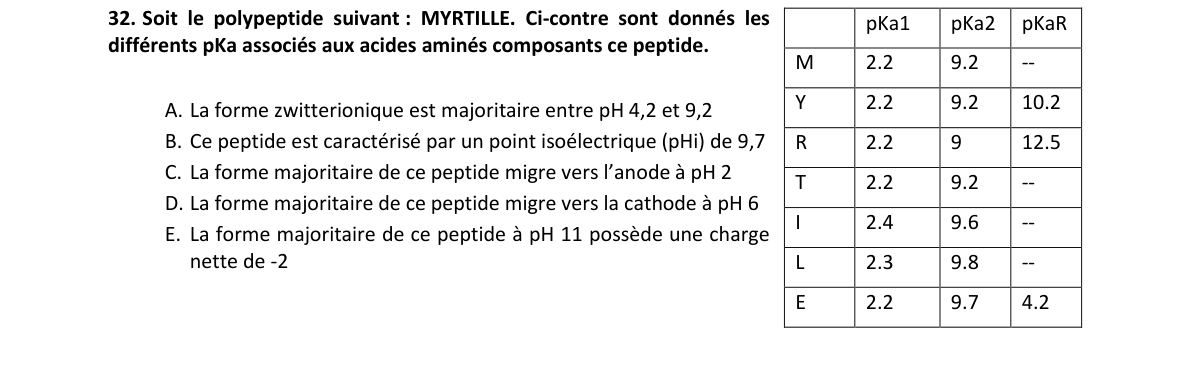 32. Soit le polypeptide suivant : MYRTILLE. Ci-contre sont donnés les
différents pKa associés aux acides aminés composants ce peptide.
A. La forme zwitterionique est majoritaire entre pH 4,2 et 9,2
B. Ce peptide est caractérisé par un point isoélectrique (pHi) de 9,7
C. La forme majoritaire de ce peptide migre vers l'anode à pH 2
D. La forme majoritaire de ce peptide migre vers la cathode à pH 6
E. La forme majoritaire de ce peptide à pH 11 possède une charge
nette de -2
pKa1 pKa2 pKaR
M 2.2 9.2 --
Y 2.2 9.2 10.2
R 2.2 9 12.5
T 2.2 9.2 --
I 2.4 9.6 --
L 2.3 9.8 --
E 2.2 9.7 4.2